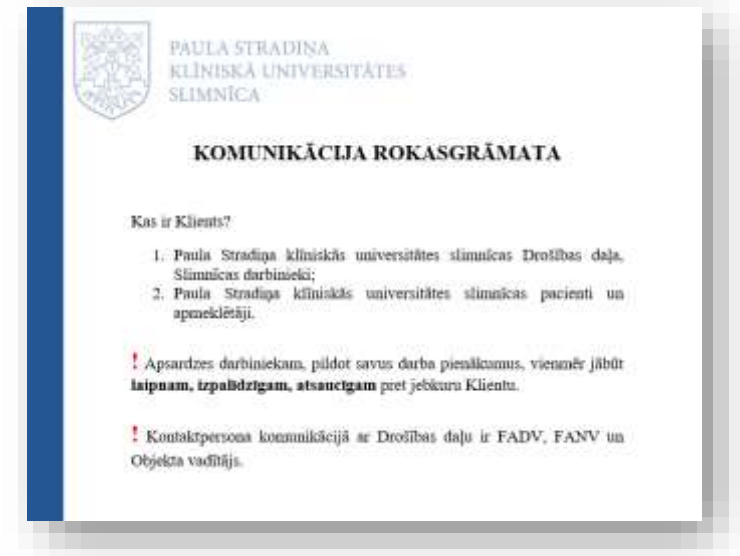 PAULA STRADIŅA
KLĪNISKĀ UNIVERSITĀTES
SLIMNĪCA
KOMUNIKĀCIJA ROKASGRĀMATA
Kas ir Klients?
1. Paula Stradiņa klīniskās universitātes slimnīcas Drošības daļa,
Slimnīcas darbinieki;
2. Paula Stradiņa klīniskās universitātes slimnīcas pacienti un
apmeklētāji.
! Apsardzes darbiniekam, pildot savus darba pienākumus, vienmēr jābūt
laipnam, izpalīdzīgam, atsaucīgam pret jebkuru Klientu.
! Kontaktpersona komunikācijā ar Drošības daļu ir FADV, FANV un
Objekta vadītājs.